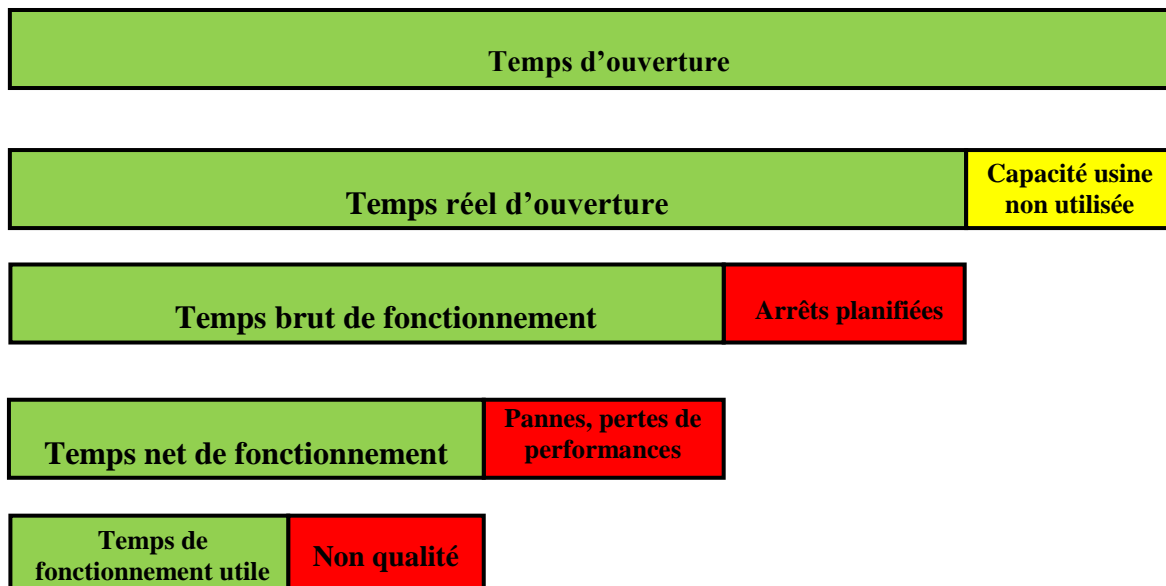 Temps d’ouverture
Temps réel d’ouverture
Capacité usine
non utilisée
Temps brut de fonctionnement
Arrêts planifiées
Temps net de fonctionnement
Pannes, pertes de
performances
Temps de
fonctionnement utile
Non qualité